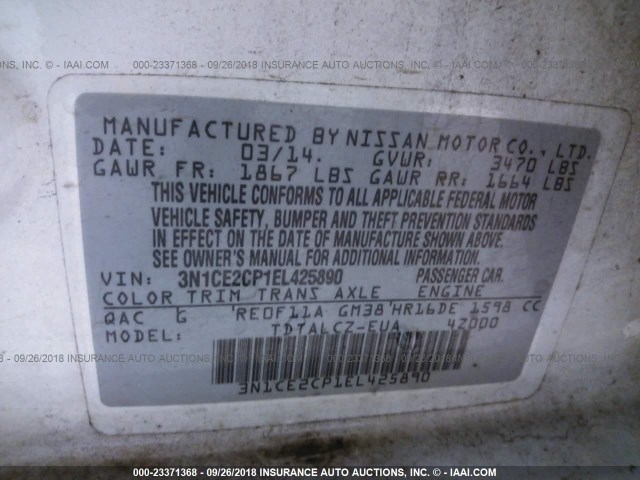 000-23371368 - 09/26/2018 INSURANCE AUTO AUCTIONS, INC. - © IAAI.COM
MANUFACTURED BY NISSAN MOTOR CO., LTD.
DATE: 03/14. GVWR: 3470 LBS
GAWR FR: 1867 LBS GAWR RR: 1664 LBS
THIS VEHICLE CONFORMS TO ALL APPLICABLE FEDERAL MOTOR
VEHICLE SAFETY, BUMPER AND THEFT PREVENTION STANDARDS
IN EFFECT ON THE DATE OF MANUFACTURE SHOWN ABOVE.
SEE OWNER'S MANUAL FOR ADDITIONAL INFORMATION.
VIN: 3N1CE2CP1EL425890 PASSENGER CAR.
COLOR TRIM TRANS AXLE ENGINE
QAC G RE0F11A GM38 HR16DE 1598 CC
MODEL: TDTALCZ-EUA 42000
3N1CE2CP1EL425890
000-23371368 - 09/26/2018 INSURANCE AUTO AUCTIONS, INC. - © IAAI.COM